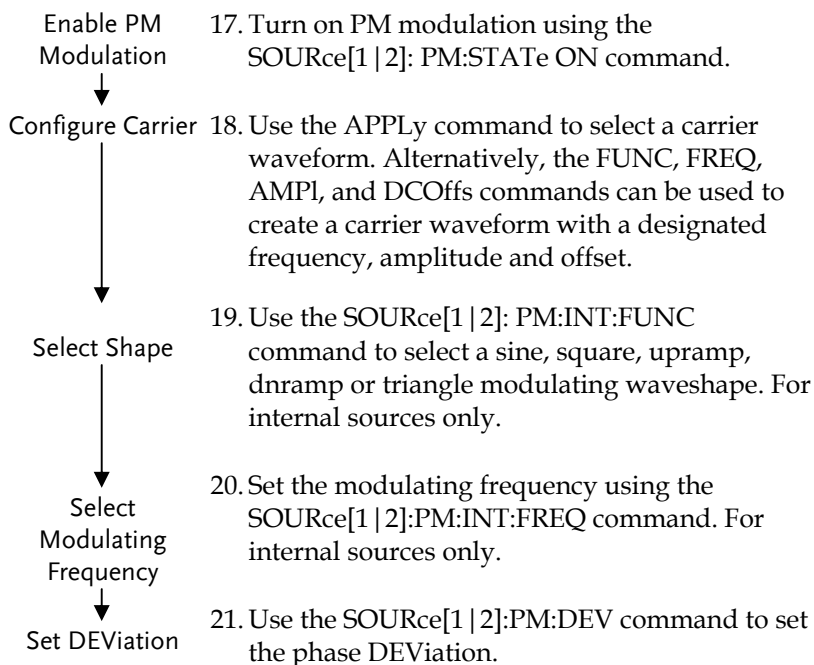 Enable PM
Modulation
17. Turn on PM modulation using the
SOURce[1|2]: PM:STATe ON command.
Configure Carrier
18. Use the APPLy command to select a carrier
waveform. Alternatively, the FUNC, FREQ,
AMPl, and DCOffs commands can be used to
create a carrier waveform with a designated
frequency, amplitude and offset.
Select Shape
19. Use the SOURce[1|2]: PM:INT:FUNC
command to select a sine, square, upramp,
dnramp or triangle modulating waveshape. For
internal sources only.
Select
Modulating
Frequency
20. Set the modulating frequency using the
SOURce[1|2]:PM:INT:FREQ command. For
internal sources only.
Set DEViation
21. Use the SOURce[1|2]:PM:DEV command to set
the phase DEViation.